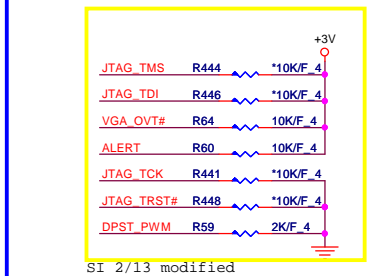 +3V
JTAG_TMS R444 *10K/F_4
JTAG_TDI R446 *10K/F_4
VGA_OVT# R64 10K/F_4
ALERT R60 10K/F_4
JTAG_TCK R441 *10K/F_4
JTAG_TRST# R448 *10K/F_4
DPST_PWM R59 2K/F_4
SI 2/13 modified